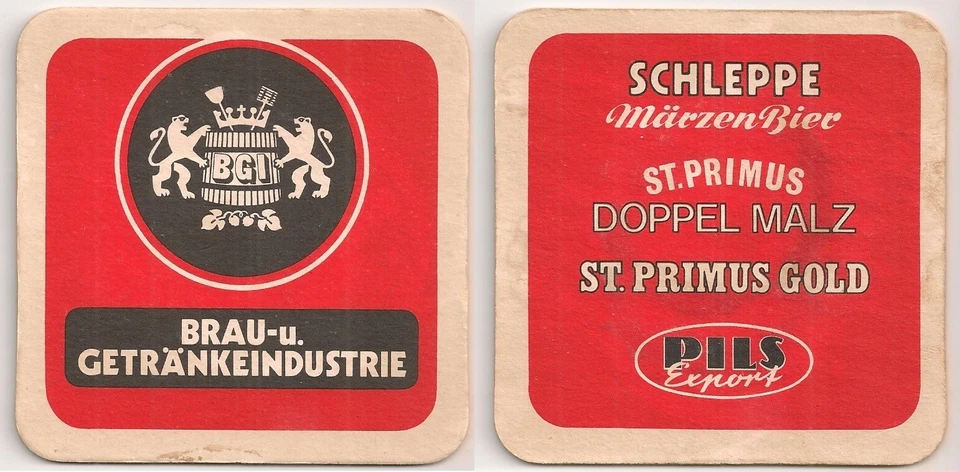 BGI
BRAU-u.
GETRÄNKEINDUSTRIE
SCHLEPPE
MärzenBier
ST. PRIMUS
DOPPEL MALZ
ST. PRIMUS GOLD
PILS
Export